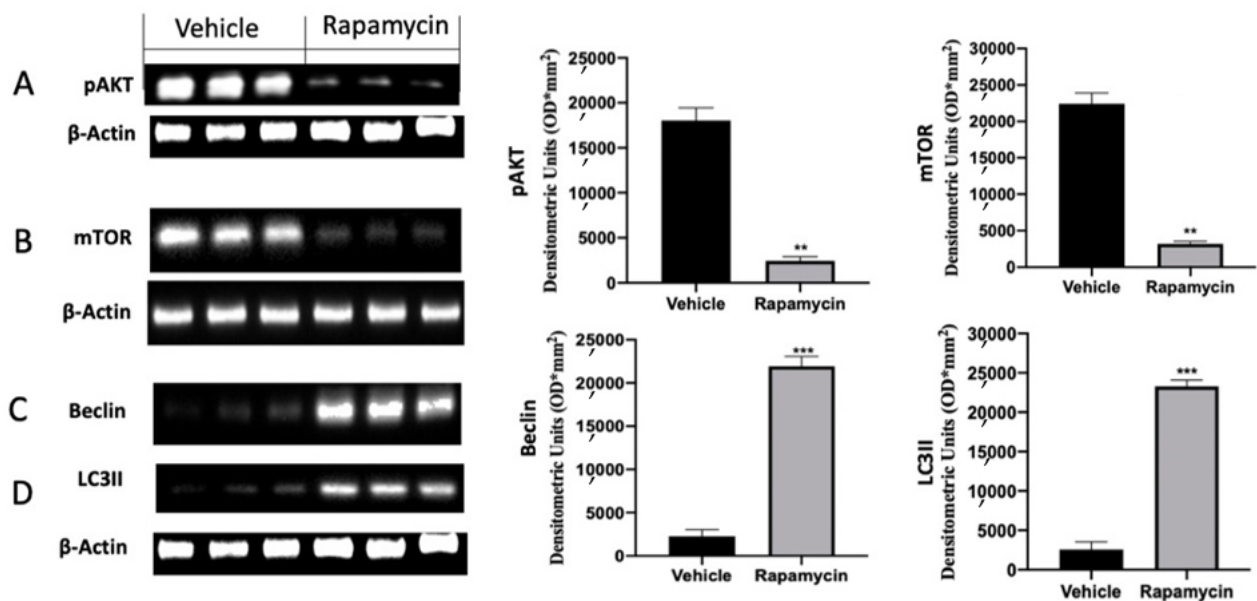 Vehicle Rapamycin
A pAKT
β-Actin
B mTOR
β-Actin
C Beclin
D LC3II
β-Actin
pAKT
Densitometric Units (OD*mm²)
25000
20000
15000
10000
5000
0
**
Vehicle Rapamycin
mTOR
Densitometric Units (OD*mm²)
30000
25000
20000
15000
10000
5000
0
**
Vehicle Rapamycin
Beclin
Densitometric Units (OD*mm²)
25000
20000
15000
10000
5000
0
***
Vehicle Rapamycin
LC3II
Densitometric Units (OD*mm²)
30000
25000
20000
15000
10000
5000
0
***
Vehicle Rapamycin